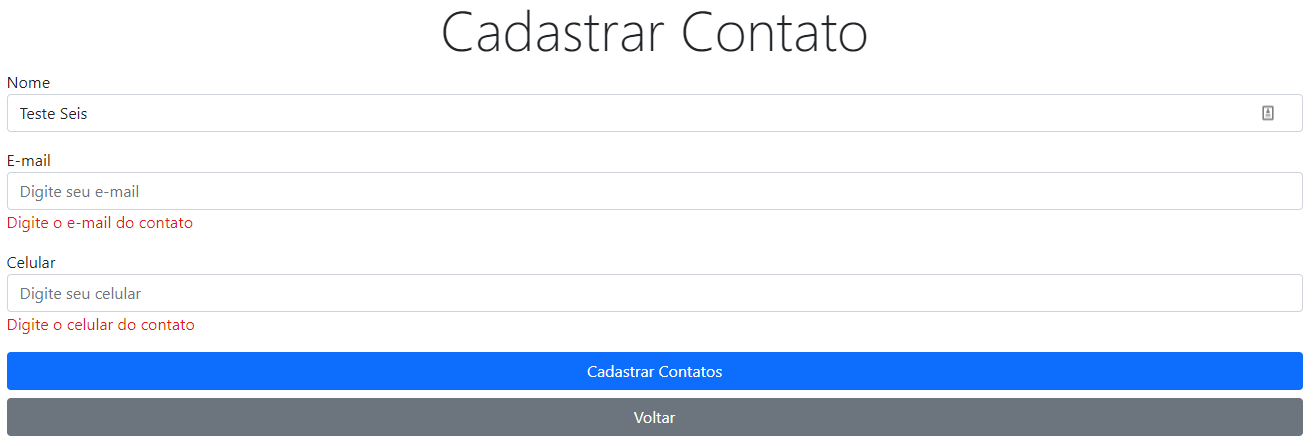 Cadastrar Contato
Nome
Teste Seis
E-mail
Digite seu e-mail
Digite o e-mail do contato
Celular
Digite seu celular
Digite o celular do contato
Cadastrar Contatos
Voltar